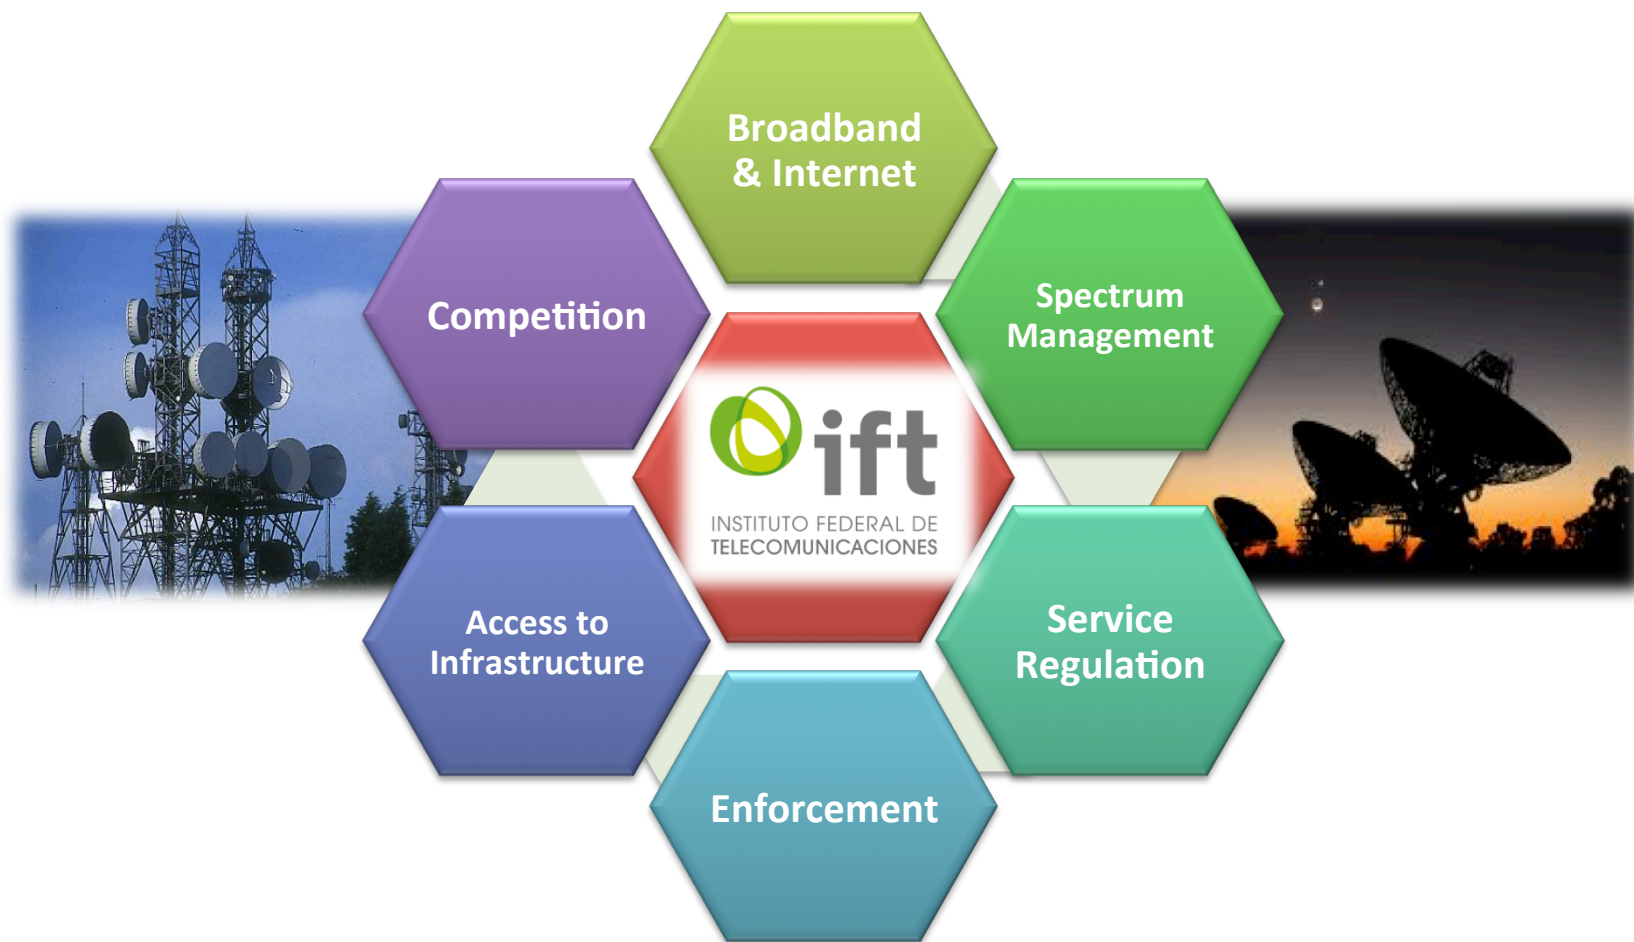 Broadband
& Internet
Competition
Spectrum
Management
ift
INSTITUTO FEDERAL DE
TELECOMUNICACIONES
Access to
Infrastructure
Service
Regulation
Enforcement